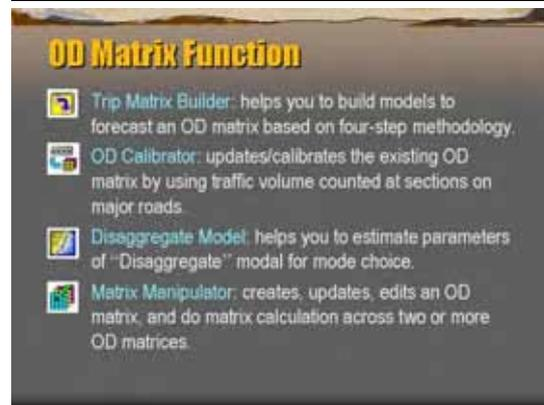 OD Matrix Function
Trip Matrix Builder: helps you to build models to
forecast an OD matrix based on four-step methodology.
OD Calibrator: updates/calibrates the existing OD
matrix by using traffic volume counted at sections on
major roads.
Disaggregate Model: helps you to estimate parameters
of "Disaggregate" modal for mode choice.
Matrix Manipulator: creates, updates, edits an OD
matrix, and do matrix calculation across two or more
OD matrices.